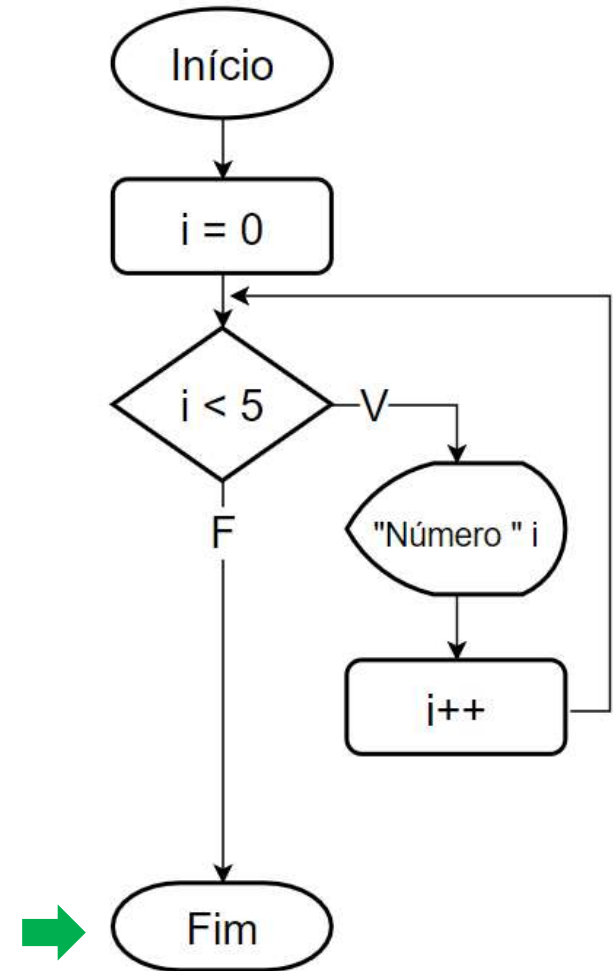 Início
i = 0
i < 5
V
F
"Número " i
i++
Fim